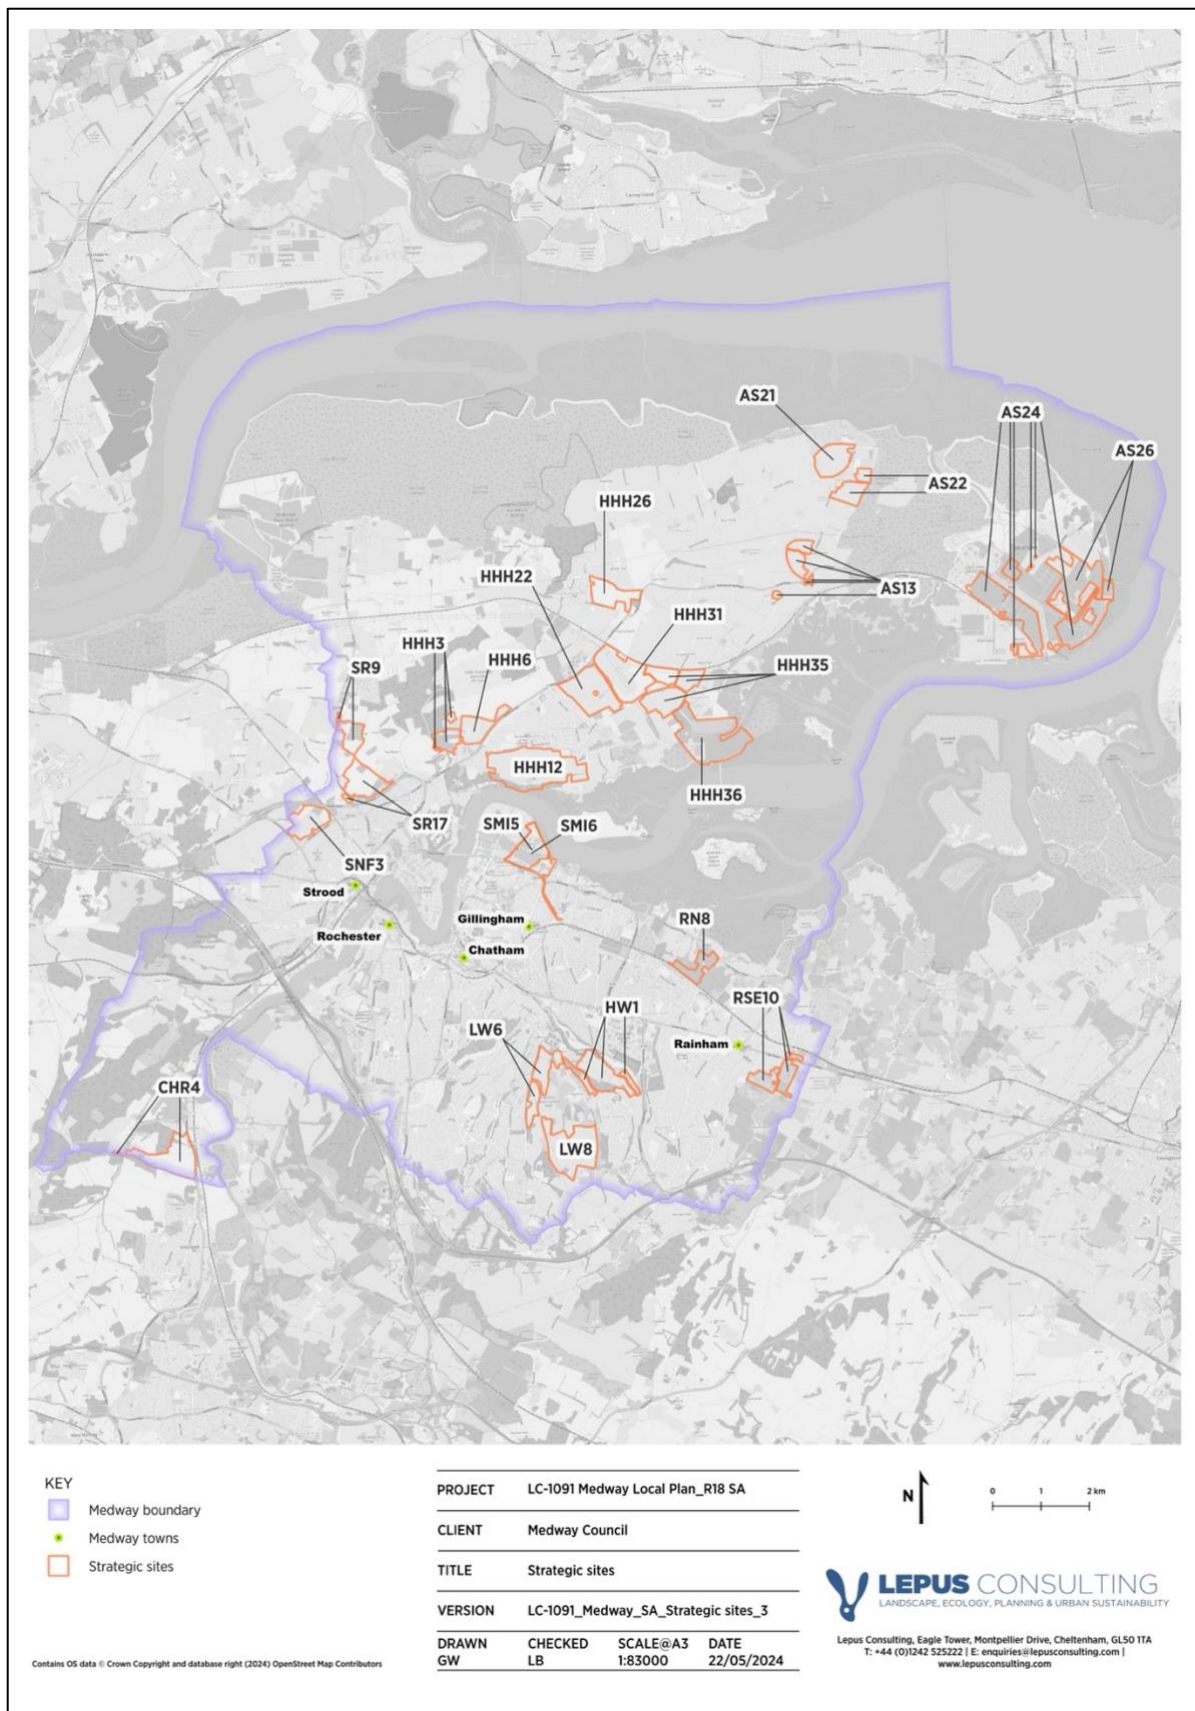 AS21
AS24
AS26
AS22
HHH26
HHH22
AS13
HHH31
HHH3
HHH6
HHH35
SR9
HHH12
HHH36
SR17
SMI5
SMI6
SNF3
Strood
Gillingham
RN8
Rochester
Chatham
RSE10
HW1
LW6
Rainham
CHR4
LW8
KEY
Medway boundary
Medway towns
Strategic sites
Contains OS data © Crown Copyright and database right (2024) OpenStreet Map Contributors
PROJECT LC-1091 Medway Local Plan_R18 SA
CLIENT Medway Council
TITLE Strategic sites
VERSION LC-1091_Medway_SA_Strategic sites_3
DRAWN CHECKED SCALE@A3 DATE
GW LB 1:83000 22/05/2024
N
0 1 2 km
LEPUS CONSULTING
LANDSCAPE, ECOLOGY, PLANNING & URBAN SUSTAINABILITY
Lepus Consulting, Eagle Tower, Montpellier Drive, Cheltenham, GL50 1TA
T: +44 (0)1242 525222 | E: enquiries@lepusconsulting.com |
www.lepusconsulting.com